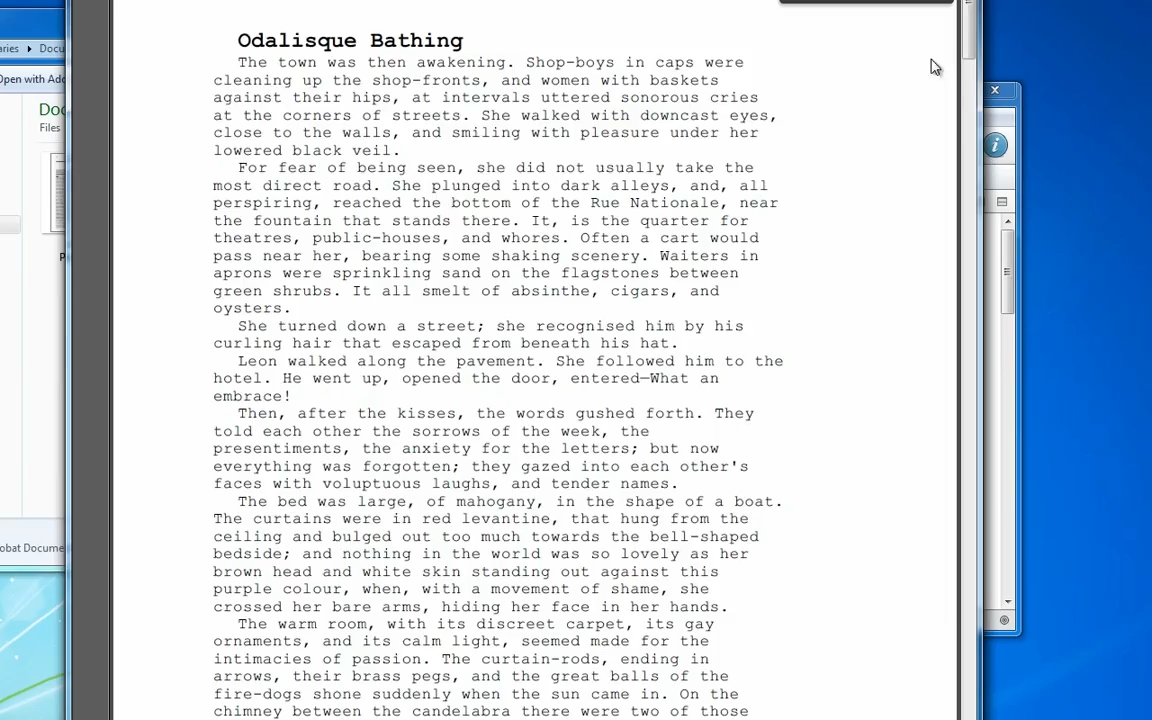 aries ▸ Docu
Open with Ado
Doc
Files
P
obat Docume
Odalisque Bathing
The town was then awakening. Shop-boys in caps were
cleaning up the shop-fronts, and women with baskets
against their hips, at intervals uttered sonorous cries
at the corners of streets. She walked with downcast eyes,
close to the walls, and smiling with pleasure under her
lowered black veil.
For fear of being seen, she did not usually take the
most direct road. She plunged into dark alleys, and, all
perspiring, reached the bottom of the Rue Nationale, near
the fountain that stands there. It, is the quarter for
theatres, public-houses, and whores. Often a cart would
pass near her, bearing some shaking scenery. Waiters in
aprons were sprinkling sand on the flagstones between
green shrubs. It all smelt of absinthe, cigars, and
oysters.
She turned down a street; she recognised him by his
curling hair that escaped from beneath his hat.
Leon walked along the pavement. She followed him to the
hotel. He went up, opened the door, entered—What an
embrace!
Then, after the kisses, the words gushed forth. They
told each other the sorrows of the week, the
presentiments, the anxiety for the letters; but now
everything was forgotten; they gazed into each other's
faces with voluptuous laughs, and tender names.
The bed was large, of mahogany, in the shape of a boat.
The curtains were in red levantine, that hung from the
ceiling and bulged out too much towards the bell-shaped
bedside; and nothing in the world was so lovely as her
brown head and white skin standing out against this
purple colour, when, with a movement of shame, she
crossed her bare arms, hiding her face in her hands.
The warm room, with its discreet carpet, its gay
ornaments, and its calm light, seemed made for the
intimacies of passion. The curtain-rods, ending in
arrows, their brass pegs, and the great balls of the
fire-dogs shone suddenly when the sun came in. On the
chimney between the candelabra there were two of those